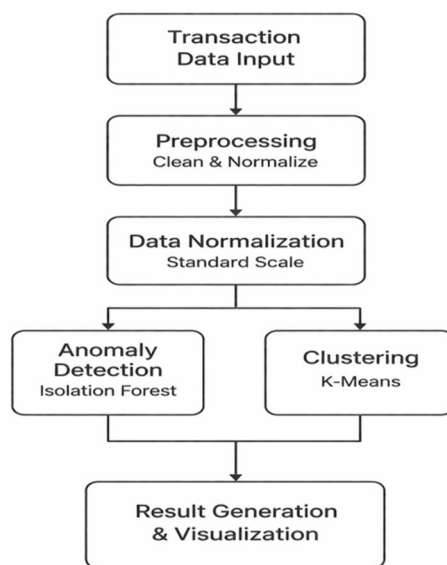 Transaction
Data Input
Preprocessing
Clean & Normalize
Data Normalization
Standard Scale
Anomaly
Detection
Isolation Forest
Clustering
K-Means
Result Generation
& Visualization